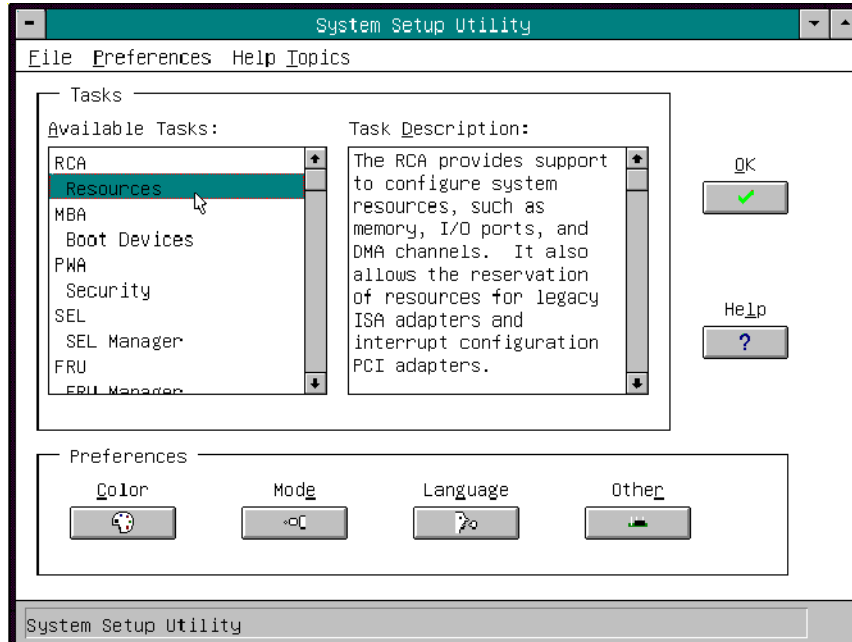 System Setup Utility
File Preferences Help Topics
Tasks
Available Tasks:
RCA
Resources
MBA
Boot Devices
PWA
Security
SEL
SEL Manager
FRU
FRU Manager
Task Description:
The RCA provides support
to configure system
resources, such as
memory, I/O ports, and
DMA channels. It also
allows the reservation
of resources for legacy
ISA adapters and
interrupt configuration
PCI adapters.
OK
Help
?
Preferences
Color
Mode
Language
Other
System Setup Utility